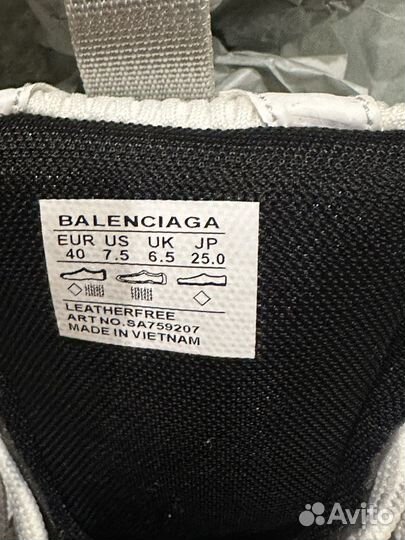 BALENCIAGA
EUR US UK JP
40 7.5 6.5 25.0
LEATHERFREE
ART NO.SA759207
MADE IN VIETNAM
Avito